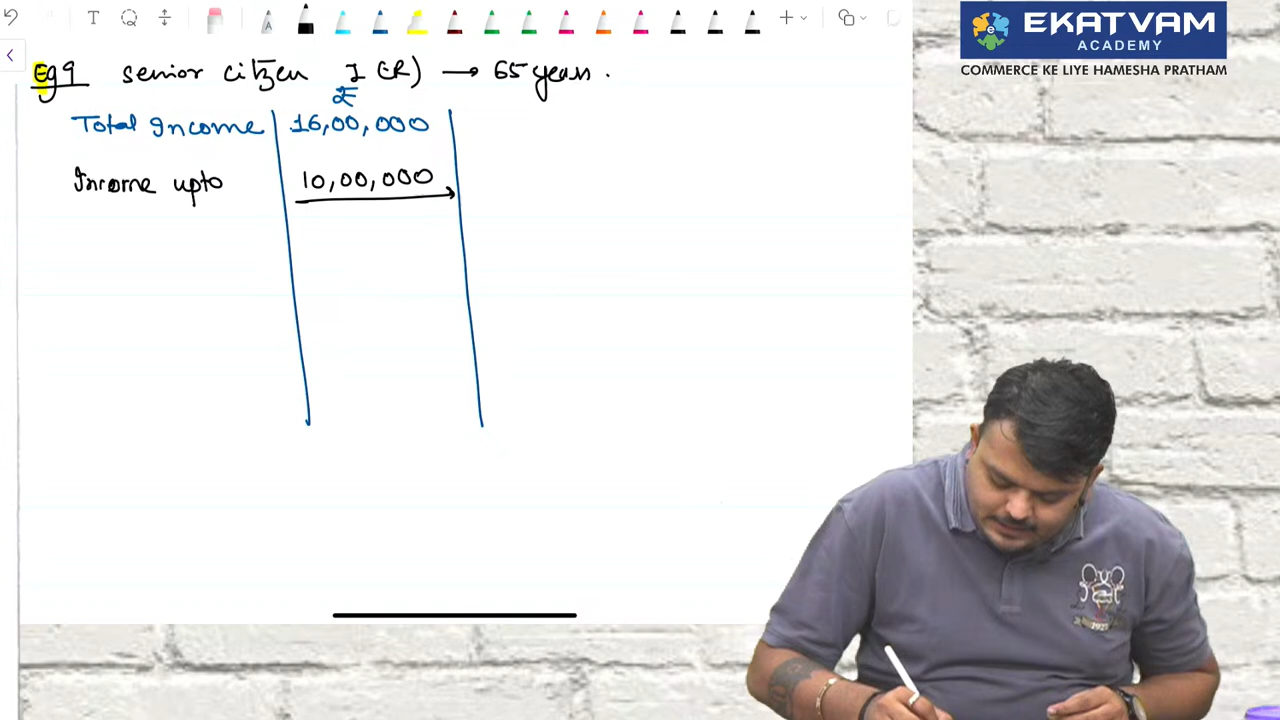 EKATVAM
ACADEMY
COMMERCE KE LIYE HAMESHA PRATHAM
Eg 9 senior citizen I (R) → 65 years.
₹
Total Income 16,00,000
Income upto 10,00,000